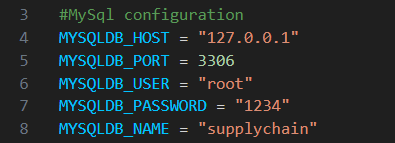 3 #MySql configuration
4 MYSQLDB_HOST = "127.0.0.1"
5 MYSQLDB_PORT = 3306
6 MYSQLDB_USER = "root"
7 MYSQLDB_PASSWORD = "1234"
8 MYSQLDB_NAME = "supplychain"